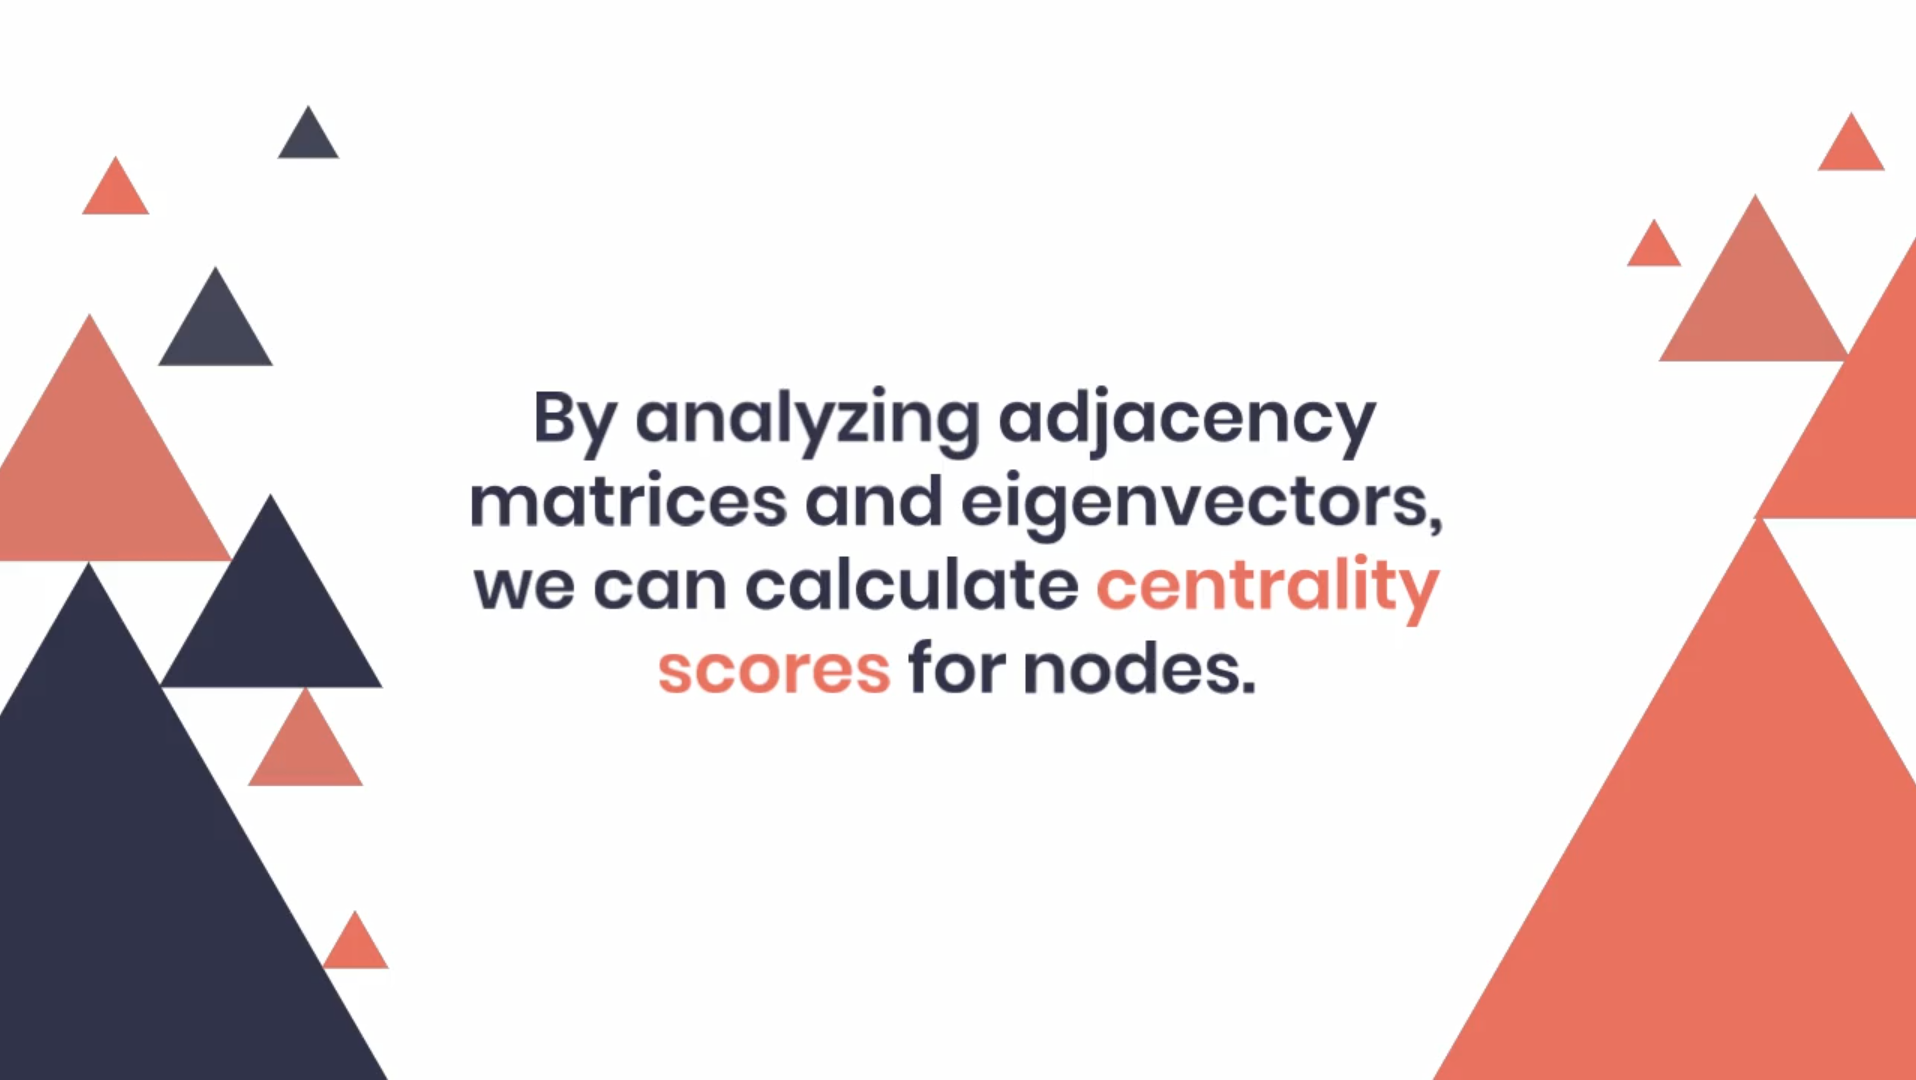 By analyzing adjacency
matrices and eigenvectors,
we can calculate centrality
scores for nodes.